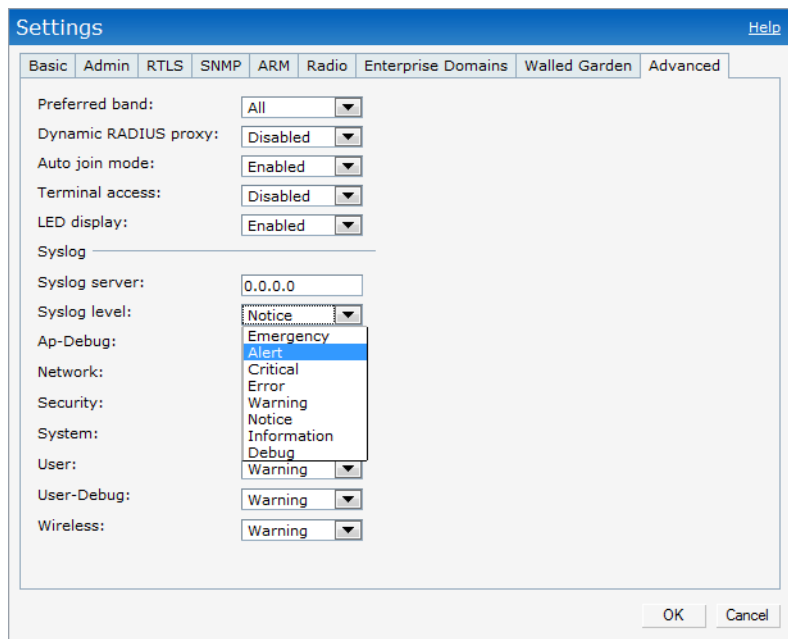 Settings
Help
Basic Admin RTLS SNMP ARM Radio Enterprise Domains Walled Garden Advanced
Preferred band: All
Dynamic RADIUS proxy: Disabled
Auto join mode: Enabled
Terminal access: Disabled
LED display: Enabled
Syslog
Syslog server: 0.0.0.0
Syslog level: Notice
Emergency
Alert
Critical
Error
Warning
Notice
Information
Debug
Ap-Debug:
Network:
Security:
System:
User: Warning
User-Debug: Warning
Wireless: Warning
OK Cancel